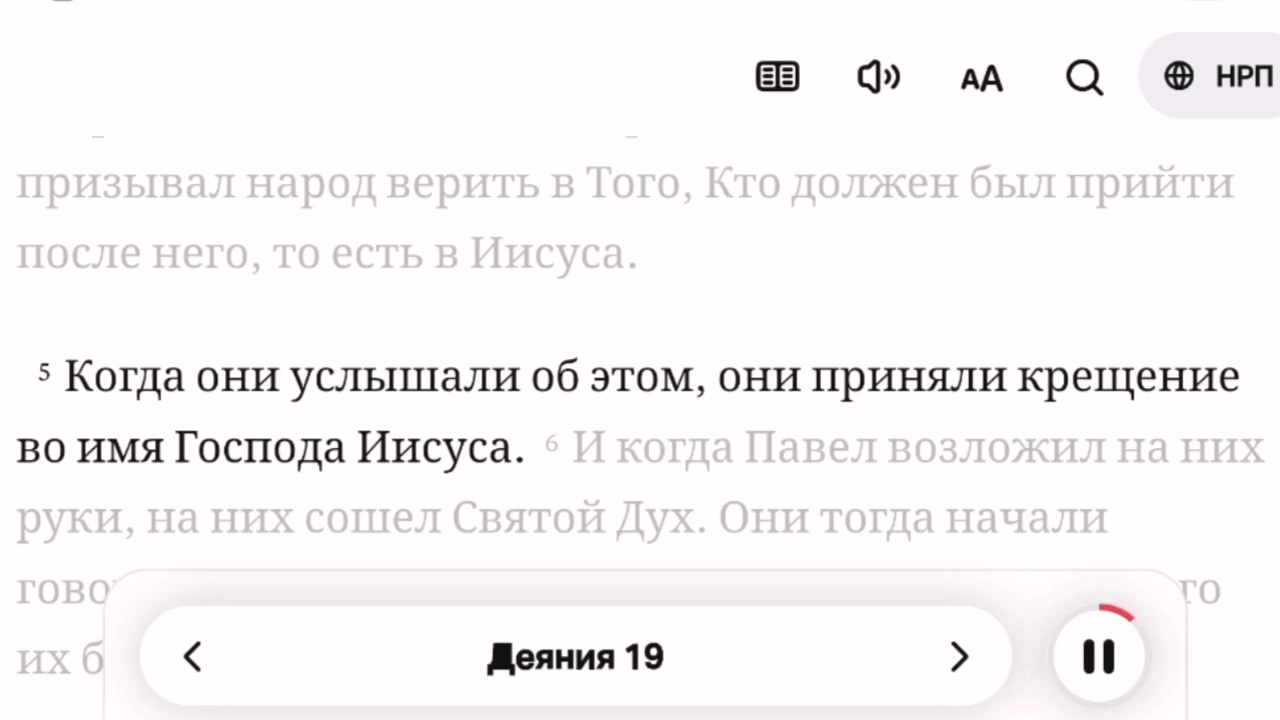 AA
НРП
призывал народ верить в Того, Кто должен был прийти
после него, то есть в Иисуса.
5 Когда они услышали об этом, они приняли крещение
во имя Господа Иисуса. 6 И когда Павел возложил на них
руки, на них сошел Святой Дух. Они тогда начали
их
Деяния 19